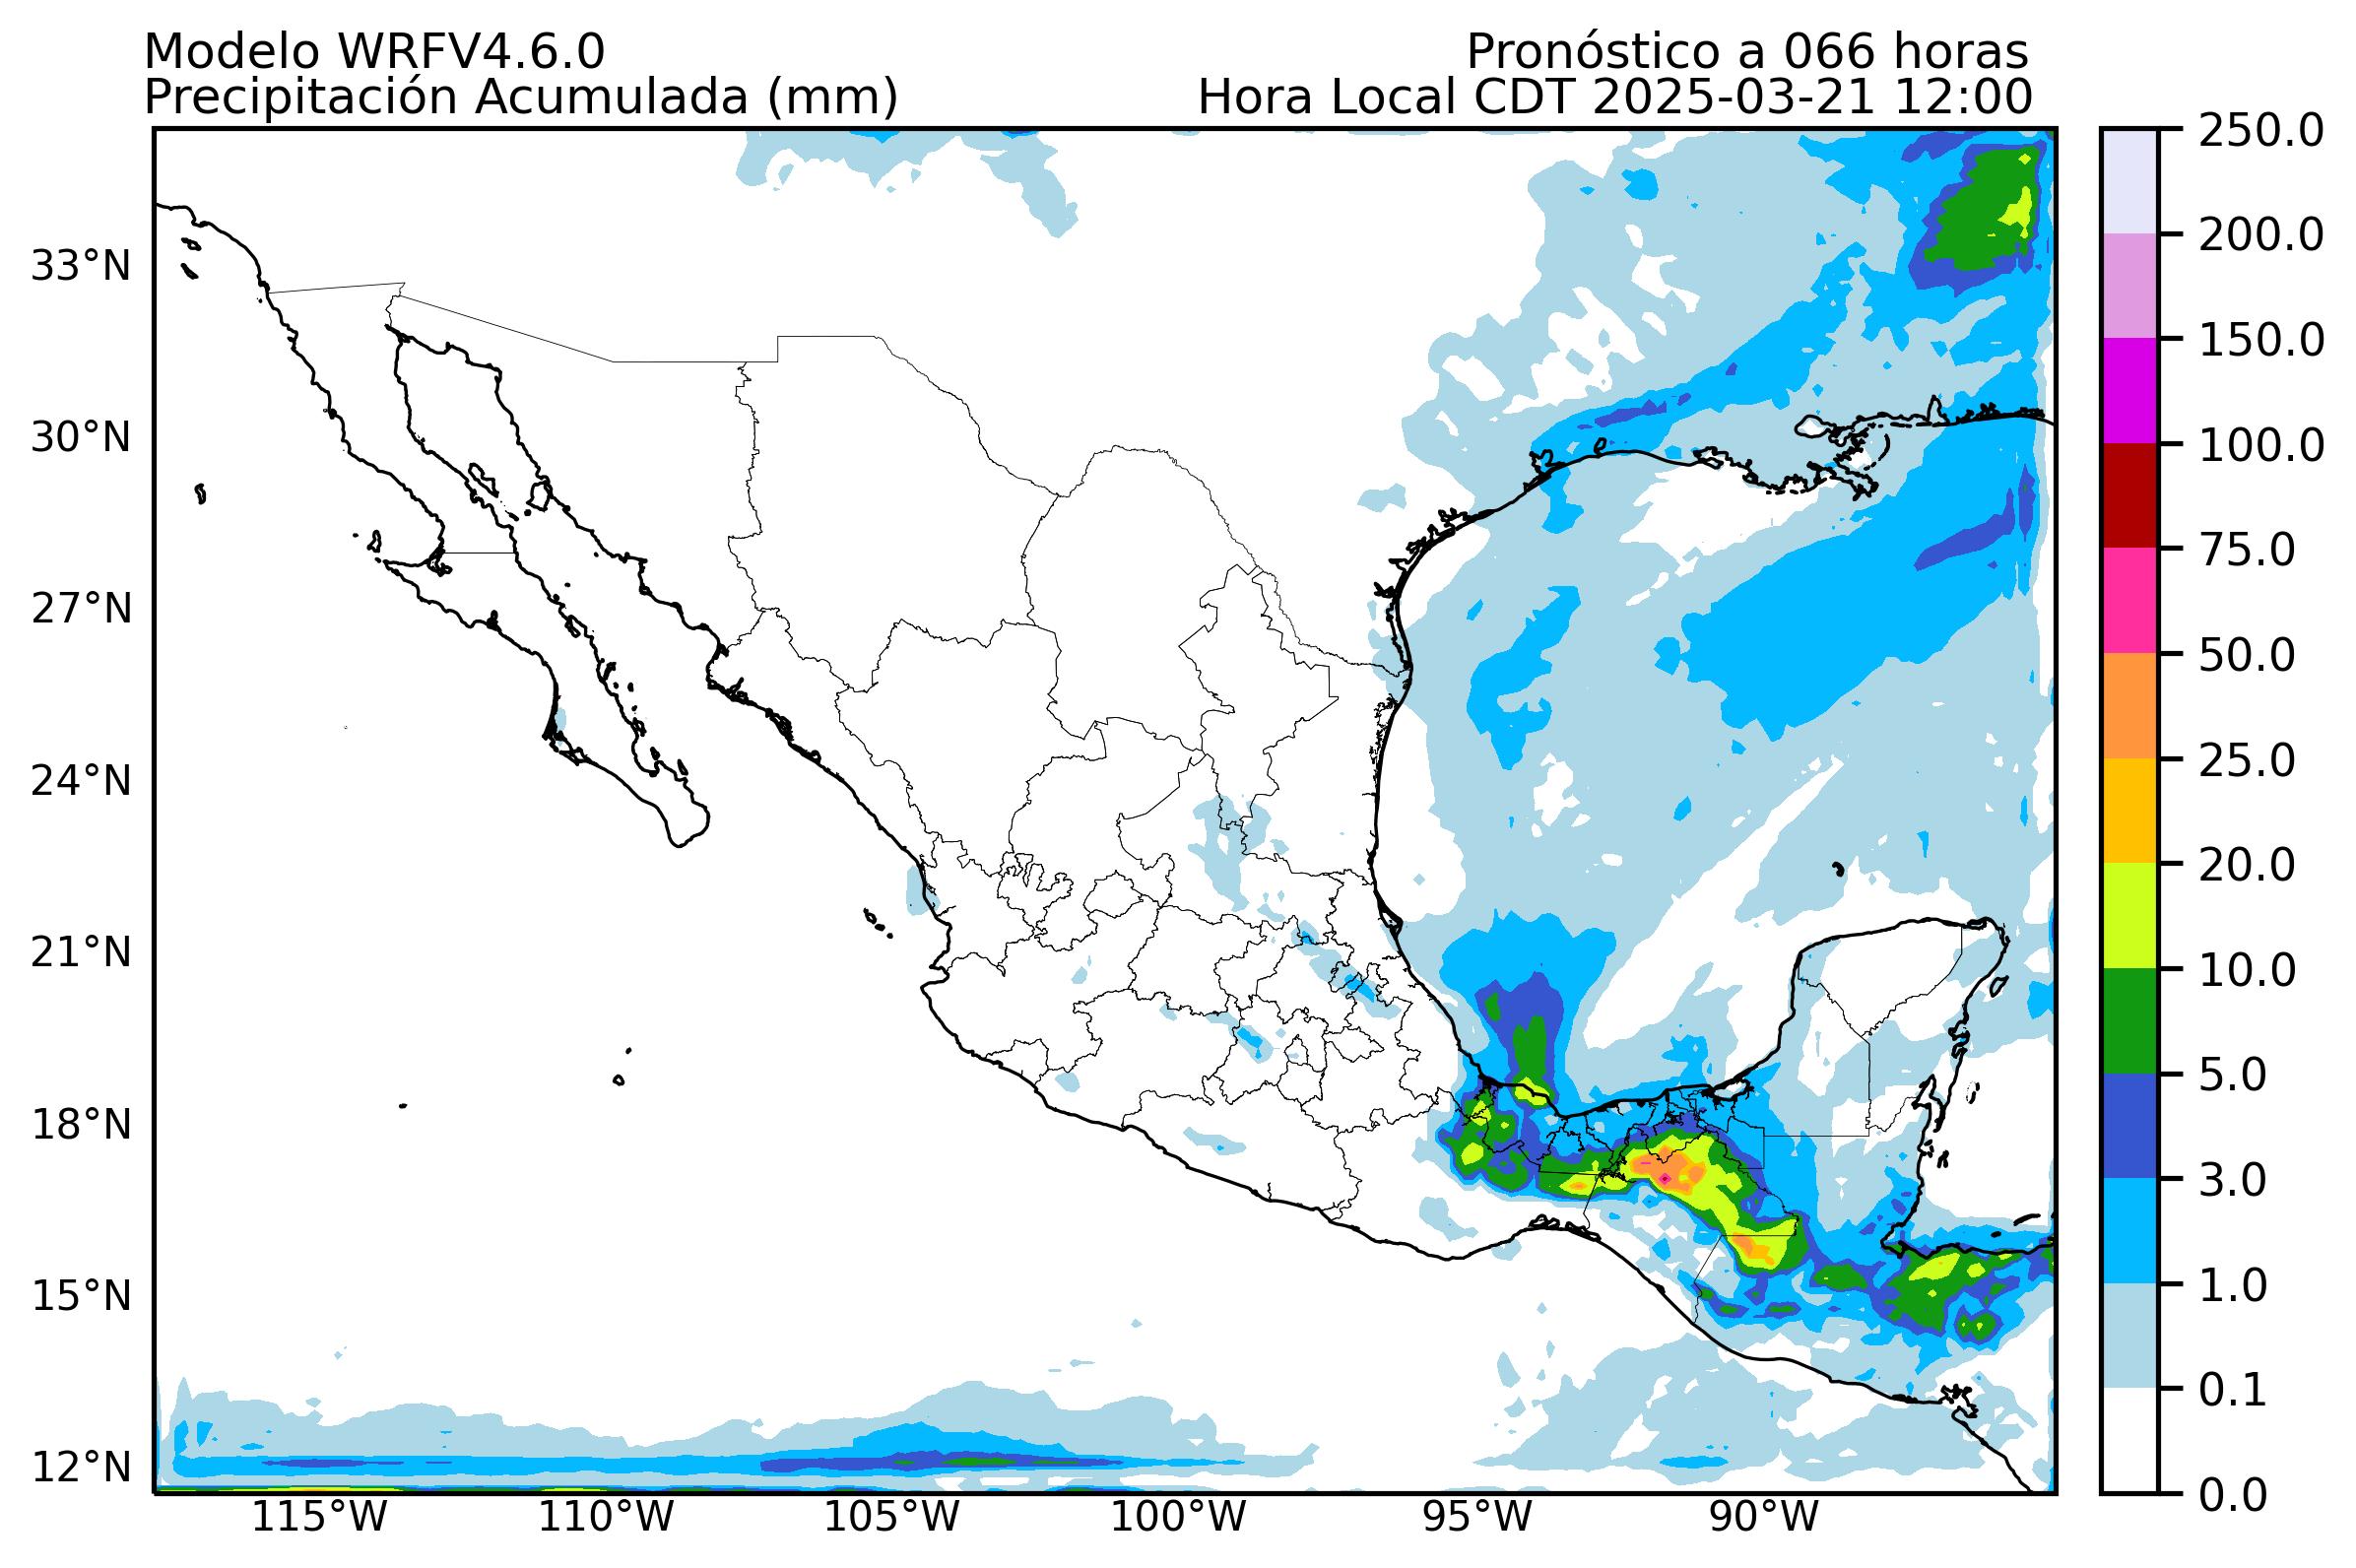 Modelo WRFV4.6.0
Pronóstico a 066 horas
Precipitación Acumulada (mm)
Hora Local CDT 2025-03-21 12:00
33°N
30°N
27°N
24°N
21°N
18°N
15°N
12°N
115°W
110°W
105°W
100°W
95°W
90°W
250.0
200.0
150.0
100.0
75.0
50.0
25.0
20.0
10.0
5.0
3.0
1.0
0.1
0.0